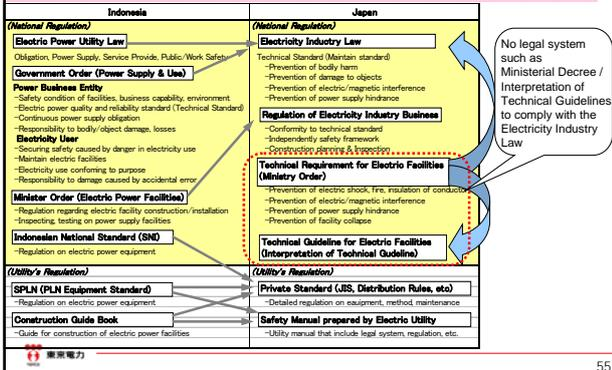 Indonesia
(National Regulation)
Electric Power Utility Law
Obligation, Power Supply, Service Provide, Public/Work Safety
Government Order (Power Supply & Use)
Power Business Entity
-Safety condition of facilities, business capability, environment
-Electric power quality and reliability standard (Technical Standard)
-Continuous power supply obligation
-Responsibility to bodily/object damage, losses
Electricity User
-Securing safety caused by danger in electricity use
-Maintain electric facilities
-Electricity use conforming to purpose
-Responsibility to damage caused by accidental error
Minister Order (Electric Power Facilities)
-Regulation regarding electric facility construction/installation
-Inspecting, testing on power supply facilities
Indonesian National Standard (SNI)
-Regulation on electric power equipment
(Utility's Regulation)
SPLN (PLN Equipment Standard)
-Regulation on electric power equipment
Construction Guide Book
-Guide for construction of electric power facilities
Japan
(National Regulation)
Electricity Industry Law
Technical Standard (Maintain standard)
-Prevention of bodily harm
-Prevention of damage to objects
-Prevention of electric/magnetic interference
-Prevention of power supply hindrance
Regulation of Electricity Industry Business
-Conformity to technical standard
-Independently safety framework
-Construction planning & Inspection
Technical Requirement for Electric Facilities
(Ministry Order)
-Prevention of electric shock, fire, insulation of conductor
-Prevention of electric/magnetic interference
-Prevention of power supply hindrance
-Prevention of facility collapse
Technical Guideline for Electric Facilities
(Interpretation of Technical Gudeline)
(Utility's Regulation)
Private Standard (JIS, Distribution Rules, etc)
-Detailed regulation on eauipment, method, maintenance
Safety Manual prepared by Electric Utility
-Utility manual that include legal system, regulation, etc.
No legal system
such as
Ministerial Decree /
Interpretation of
Technical Guidelines
to comply with the
Electricity Industry
Law
東京電力
55